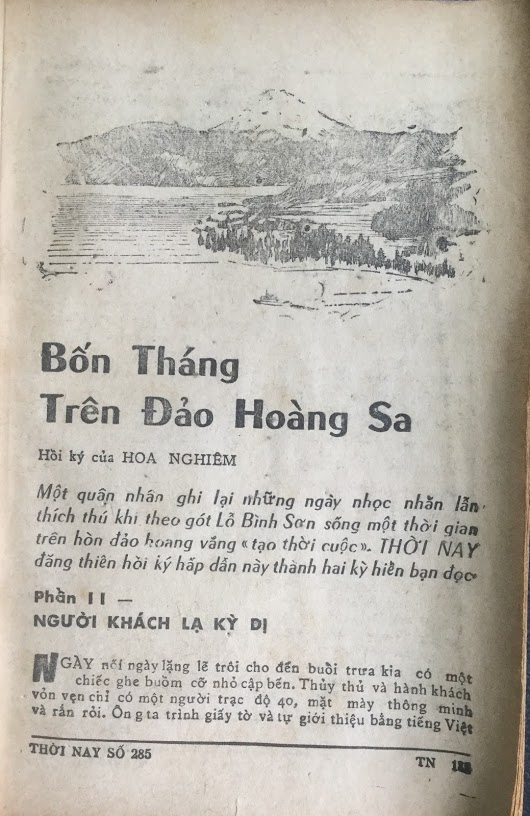 Bốn Tháng
Trên Đảo Hoàng Sa
Hồi ký của HOA NGHIÊM
Một quân nhân ghi lại những ngày nhọc nhằn lẫn
thích thú khi theo gót Lỗ Bình Sơn sống một thời gian
trên hòn đảo hoang vắng «tạo thời cuộc». THỜI NAY
đăng thiên hồi ký hấp dẫn này thành hai kỳ hiến bạn đọc
Phần II —
NGƯỜI KHÁCH LẠ KỲ DỊ
NGÀY nối ngày lặng lẽ trôi cho đến buổi trưa kia có một
chiếc ghe buồm cỡ nhỏ cập bến. Thủy thủ và hành khách
vỏn vẹn chỉ có một người trạc độ 40, mặt mày thông minh
và rắn rỏi. Ông ta trình giấy tờ và tự giới thiệu bằng tiếng Việt
THỜI NAY SỐ 285
TN